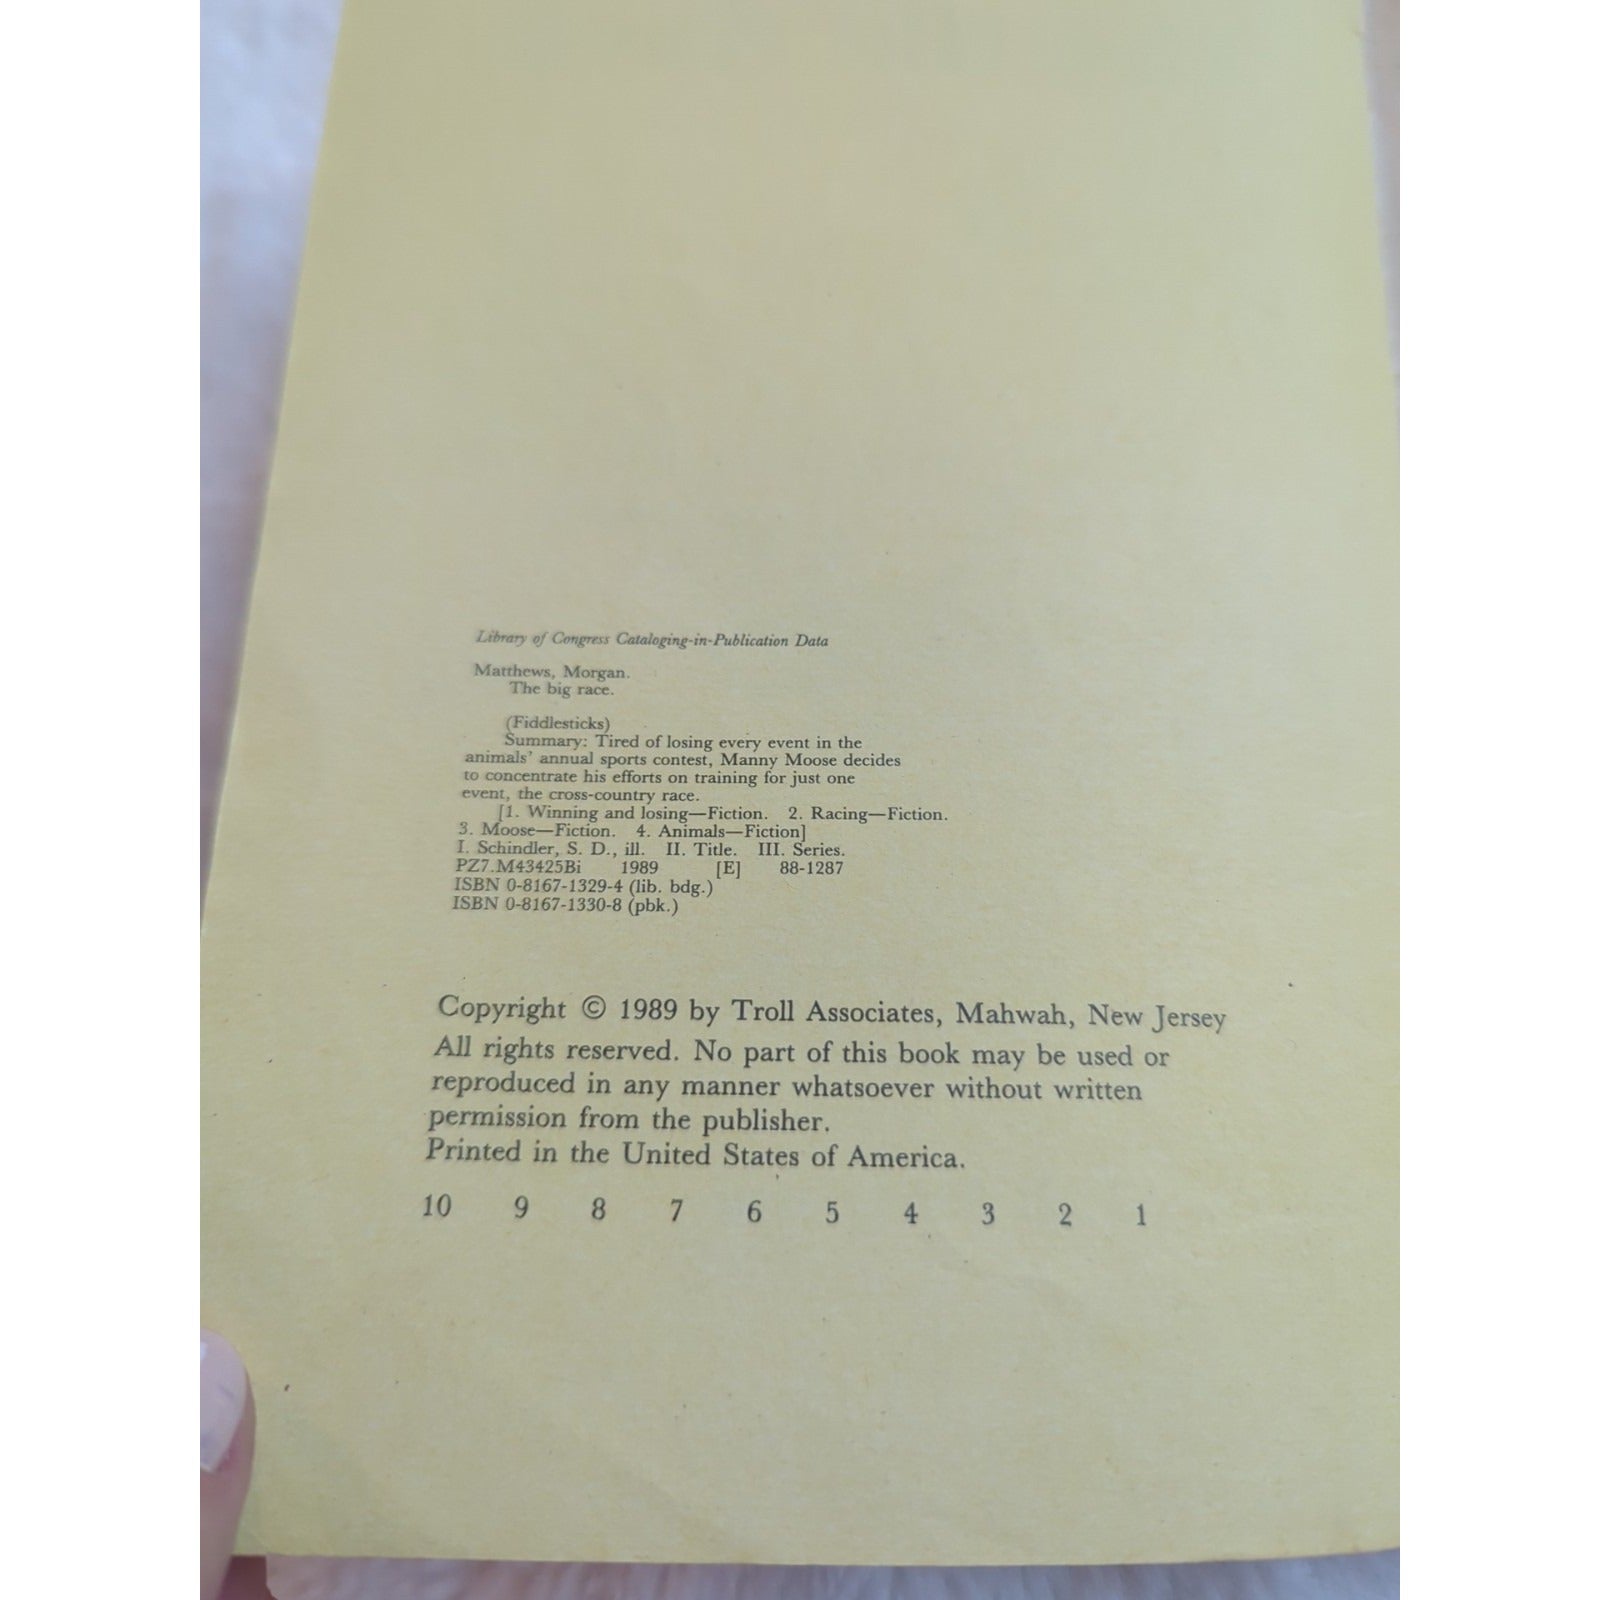 Library of Congress Cataloging-in-Publication Data
Matthews, Morgan.
The big race.
(Fiddlesticks)
Summary: Tired of losing every event in the
animals' annual sports contest, Manny Moose decides
to concentrate his efforts on training for just one
event, the cross-country race.
[1. Winning and losing—Fiction. 2. Racing—Fiction.
3. Moose—Fiction. 4. Animals—Fiction]
I. Schindler, S. D., ill. II. Title. III. Series.
PZ7.M43425Bi 1989 [E] 88-1287
ISBN 0-8167-1329-4 (lib. bdg.)
ISBN 0-8167-1330-8 (pbk.)
Copyright © 1989 by Troll Associates, Mahwah, New Jersey
All rights reserved. No part of this book may be used or
reproduced in any manner whatsoever without written
permission from the publisher.
Printed in the United States of America.
10 9 8 7 6 5 4 3 2 1